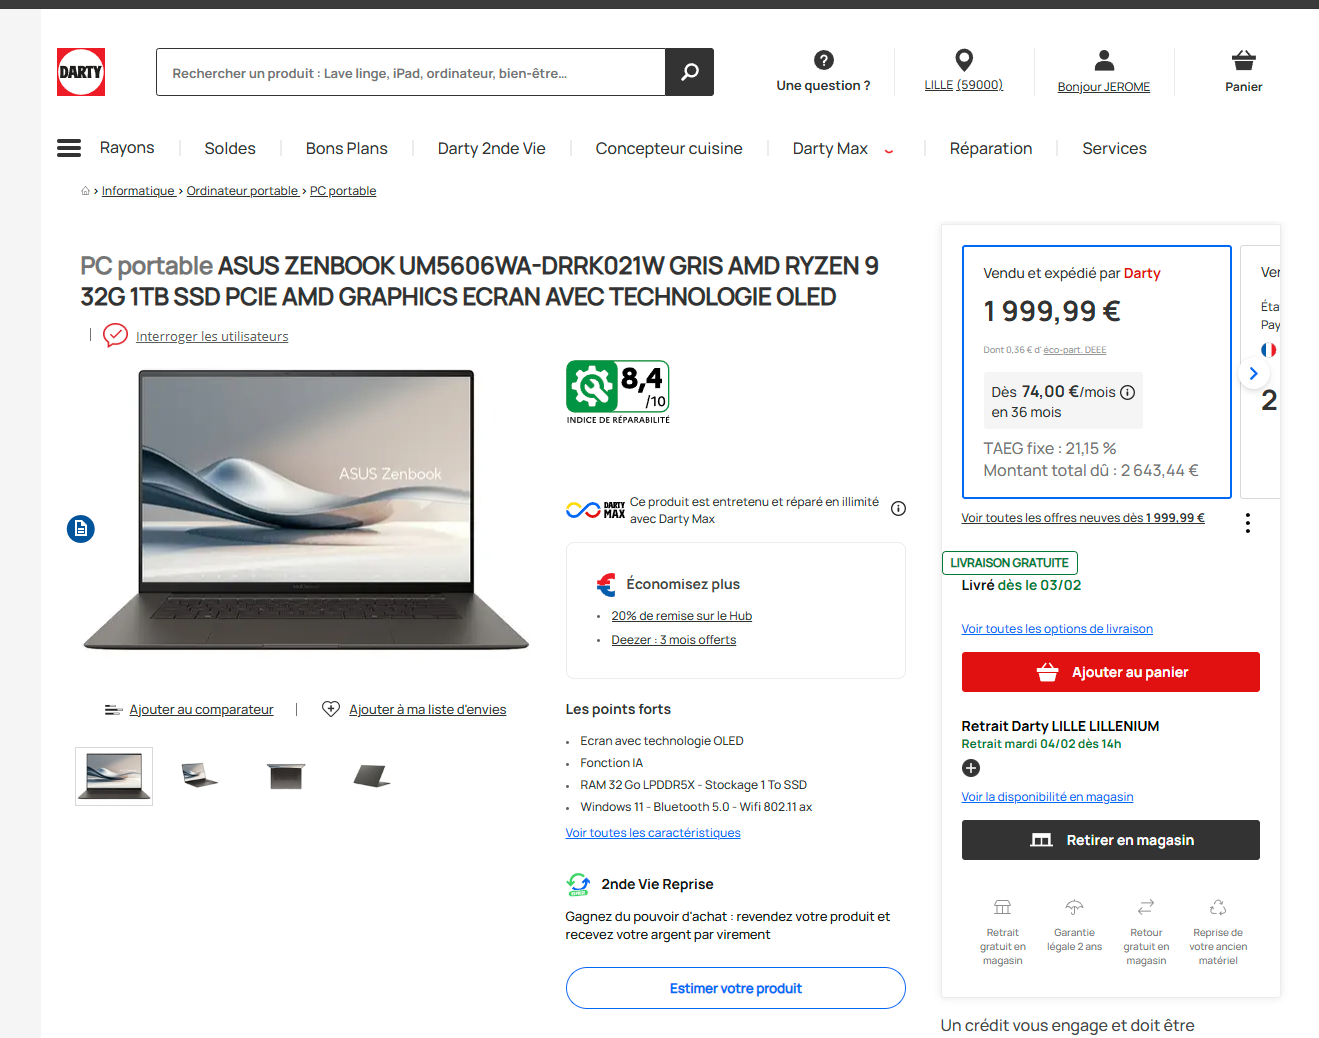 DARTY
Rechercher un produit : Lave linge, iPad, ordinateur, bien-être...
Une question ?
LILLE (59000)
Bonjour JEROME
Panier
Rayons
Soldes
Bons Plans
Darty 2nde Vie
Concepteur cuisine
Darty Max
Réparation
Services
Informatique › Ordinateur portable › PC portable
PC portable ASUS ZENBOOK UM5606WA-DRRK021W GRIS AMD RYZEN 9
32G 1TB SSD PCIE AMD GRAPHICS ECRAN AVEC TECHNOLOGIE OLED
Interroger les utilisateurs
ASUS Zenbook
Ajouter au comparateur
Ajouter à ma liste d'envies
8,4
/10
INDICE DE RÉPARABILITÉ
DARTY
MAX
Ce produit est entretenu et réparé en illimité
avec Darty Max
Économisez plus
• 20% de remise sur le Hub
• Deezer : 3 mois offerts
Les points forts
• Ecran avec technologie OLED
• Fonction IA
• RAM 32 Go LPDDR5X - Stockage 1 To SSD
• Windows 11 - Bluetooth 5.0 - Wifi 802.11 ax
Voir toutes les caractéristiques
2nde Vie Reprise
Gagnez du pouvoir d'achat : revendez votre produit et
recevez votre argent par virement
Estimer votre produit
Vendu et expédié par Darty
1 999,99 €
Dont 0,36 € d' éco-part. DEEE
Dès 74,00 €/mois
en 36 mois
TAEG fixe : 21,15 %
Montant total dû : 2 643,44 €
Ver
Éta
Pay
2
Voir toutes les offres neuves dès 1 999,99 €
LIVRAISON GRATUITE
Livré dès le 03/02
Voir toutes les options de livraison
Ajouter au panier
Retrait Darty LILLE LILLENIUM
Retrait mardi 04/02 dès 14h
Voir la disponibilité en magasin
Retirer en magasin
Retrait
gratuit en
magasin
Garantie
légale 2 ans
Retour
gratuit en
magasin
Reprise de
votre ancien
matériel
Un crédit vous engage et doit être